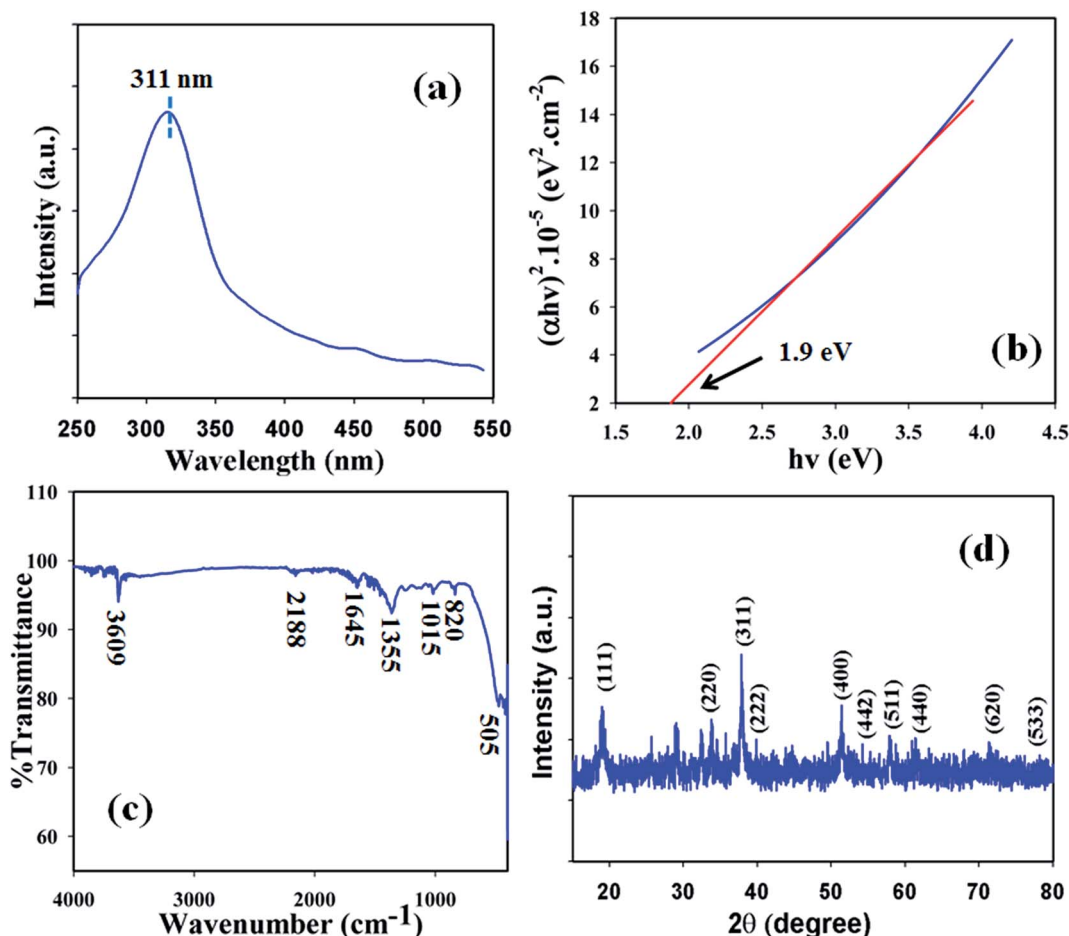 311 nm
(a)
Intensity (a.u.)
250 300 350 400 450 500 550
Wavelength (nm)
18
16
14
12
10
8
6
4
2
(αhν)².10⁻⁵ (eV².cm⁻²)
1.9 eV
(b)
1.5 2.0 2.5 3.0 3.5 4.0 4.5
hν (eV)
110
100
90
80
70
60
%Transmittance
3609
2188
1645
1355
1015
820
505
(c)
4000 3000 2000 1000
Wavenumber (cm⁻¹)
(d)
Intensity (a.u.)
(111)
(220)
(311)
(222)
(400)
(442)
(511)
(440)
(620)
(533)
20 30 40 50 60 70 80
2θ (degree)